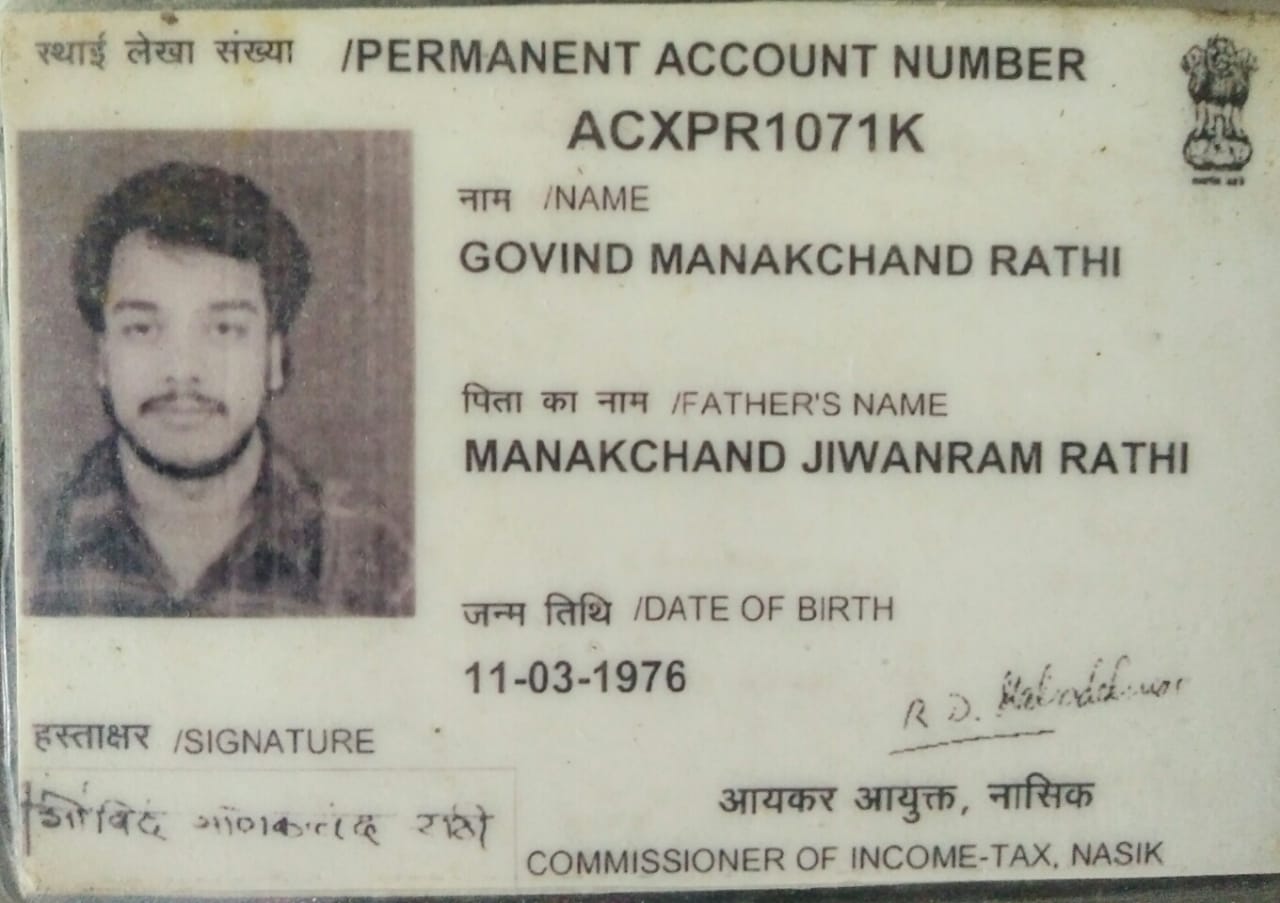 स्थाई लेखा संख्या /PERMANENT ACCOUNT NUMBER
ACXPR1071K
नाम /NAME
GOVIND MANAKCHAND RATHI
पिता का नाम /FATHER'S NAME
MANAKCHAND JIWANRAM RATHI
जन्म तिथि /DATE OF BIRTH
11-03-1976
R D.
हस्ताक्षर /SIGNATURE
गोविंद माणकचंद राठी
आयकर आयुक्त, नासिक
COMMISSIONER OF INCOME-TAX, NASIK